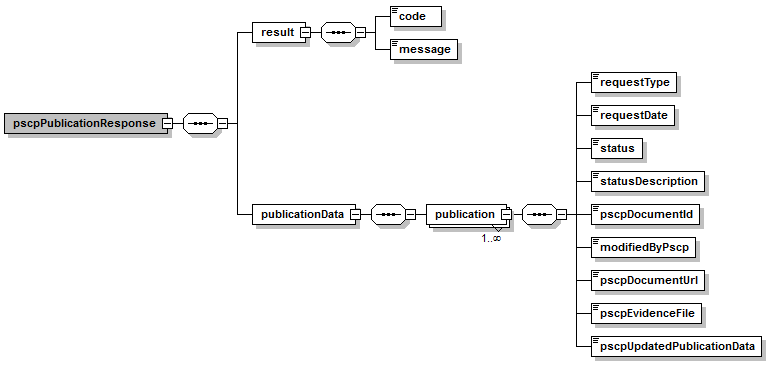 code
result
message
requestType
requestDate
pscpPublicationResponse
status
statusDescription
publicationData
publication
pscpDocumentId
1..∞
modifiedByPscp
pscpDocumentUrl
pscpEvidenceFile
pscpUpdatedPublicationData